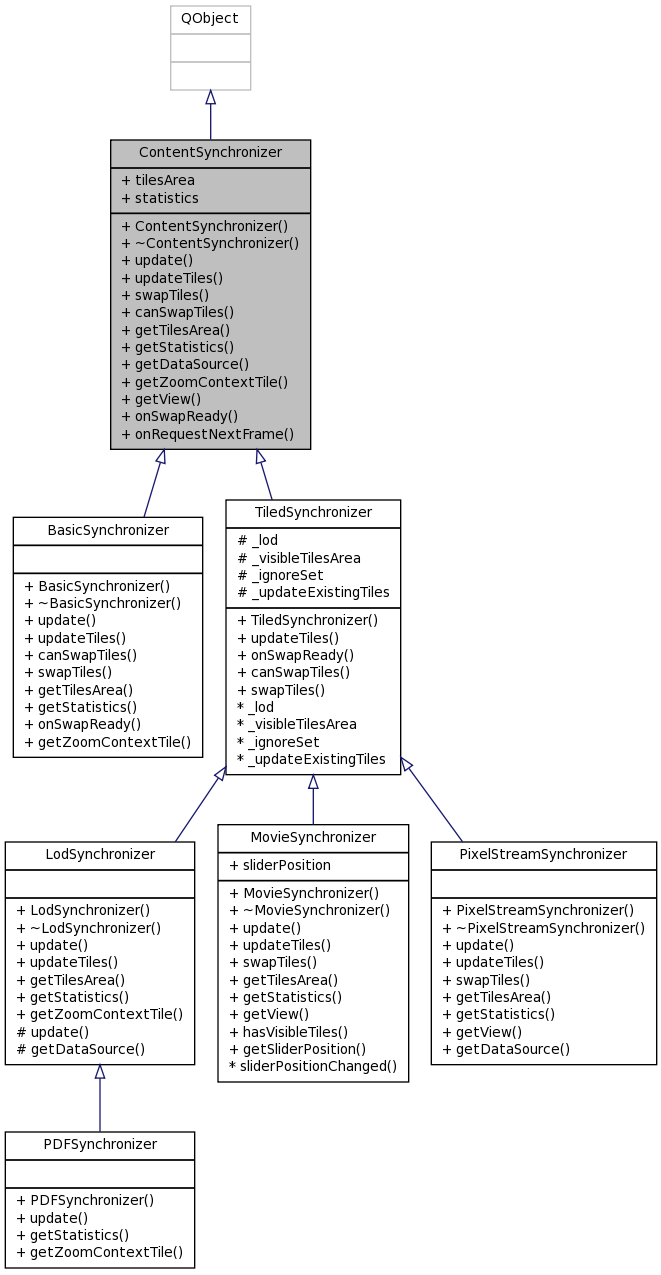 QObject
ContentSynchronizer
+ tilesArea
+ statistics
+ ContentSynchronizer()
+ ~ContentSynchronizer()
+ update()
+ updateTiles()
+ swapTiles()
+ canSwapTiles()
+ getTilesArea()
+ getStatistics()
+ getDataSource()
+ getZoomContextTile()
+ getView()
+ onSwapReady()
+ onRequestNextFrame()
BasicSynchronizer
+ BasicSynchronizer()
+ ~BasicSynchronizer()
+ update()
+ updateTiles()
+ canSwapTiles()
+ swapTiles()
+ getTilesArea()
+ getStatistics()
+ onSwapReady()
+ getZoomContextTile()
TiledSynchronizer
# _lod
# _visibleTilesArea
# _ignoreSet
# _updateExistingTiles
+ TiledSynchronizer()
+ updateTiles()
+ onSwapReady()
+ canSwapTiles()
+ swapTiles()
* _lod
* _visibleTilesArea
* _ignoreSet
* _updateExistingTiles
LodSynchronizer
+ LodSynchronizer()
+ ~LodSynchronizer()
+ update()
+ updateTiles()
+ getTilesArea()
+ getStatistics()
+ getZoomContextTile()
# update()
# getDataSource()
MovieSynchronizer
+ sliderPosition
+ MovieSynchronizer()
+ ~MovieSynchronizer()
+ update()
+ updateTiles()
+ swapTiles()
+ getTilesArea()
+ getStatistics()
+ getView()
+ hasVisibleTiles()
+ getSliderPosition()
* sliderPositionChanged()
PixelStreamSynchronizer
+ PixelStreamSynchronizer()
+ ~PixelStreamSynchronizer()
+ update()
+ updateTiles()
+ swapTiles()
+ getTilesArea()
+ getStatistics()
+ getView()
+ getDataSource()
PDFSynchronizer
+ PDFSynchronizer()
+ update()
+ getStatistics()
+ getZoomContextTile()